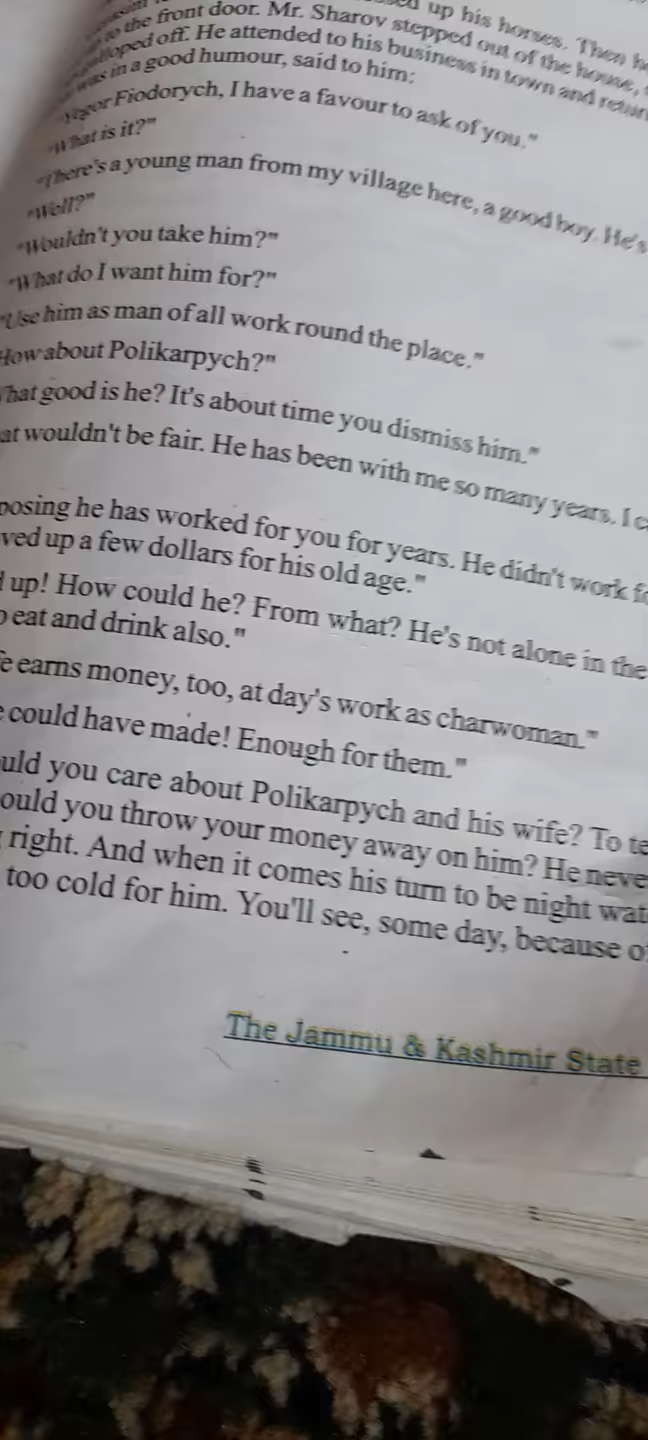 up his horses. Then
to the front door. Mr. Sharov stepped out of the house,
off. He attended to his business in town and
was in a good humour, said to him:
"Yegor Fiodorych, I have a favour to ask of you."
"What is it?"
"There's a young man from my village here, a good boy. He's
"Well?"
"Wouldn't you take him?"
"What do I want him for?"
"Use him as man of all work round the place."
How about Polikarpych?"
hat good is he? It's about time you dismiss him."
at wouldn't be fair. He has been with me so many years. I
posing he has worked for you for years. He didn't work
ved up a few dollars for his old age."
up! How could he? From what? He's not alone in the
eat and drink also."
e earns money, too, at day's work as charwoman."
could have made! Enough for them."
uld you care about Polikarpych and his wife? To
ould you throw your money away on him? He neve
right. And when it comes his turn to be night wat
too cold for him. You'll see, some day, because
The Jammu & Kashmir State